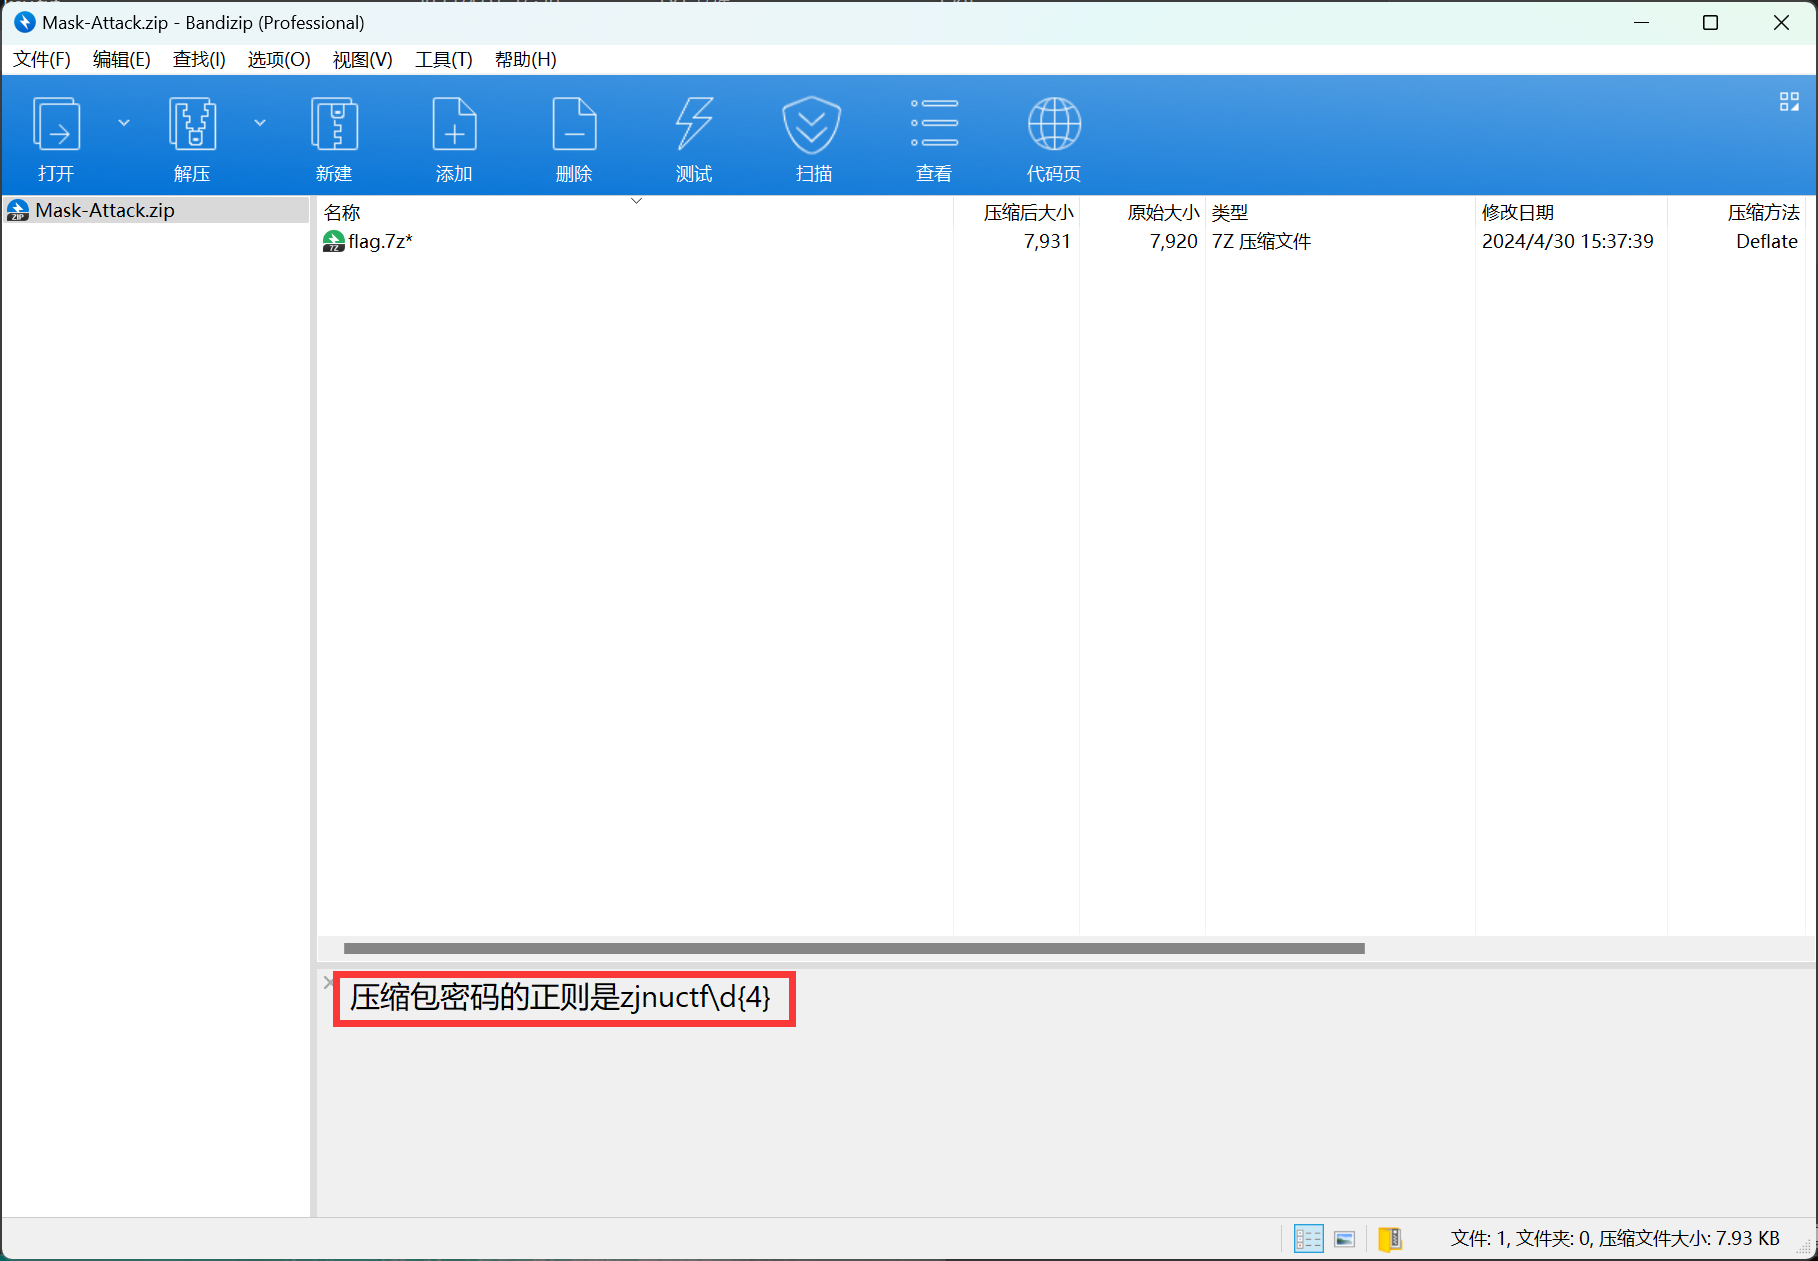 Mask-Attack.zip - Bandizip (Professional)
文件(F) 编辑(E) 查找(I) 选项(O) 视图(V) 工具(T) 帮助(H)
打开 解压 新建 添加 删除 测试 扫描 查看 代码页
Mask-Attack.zip
名称 压缩后大小 原始大小 类型 修改日期 压缩方法
flag.7z* 7,931 7,920 7Z 压缩文件 2024/4/30 15:37:39 Deflate
压缩包密码的正则是zjnuctf\d{4}
文件: 1, 文件夹: 0, 压缩文件大小: 7.93 KB